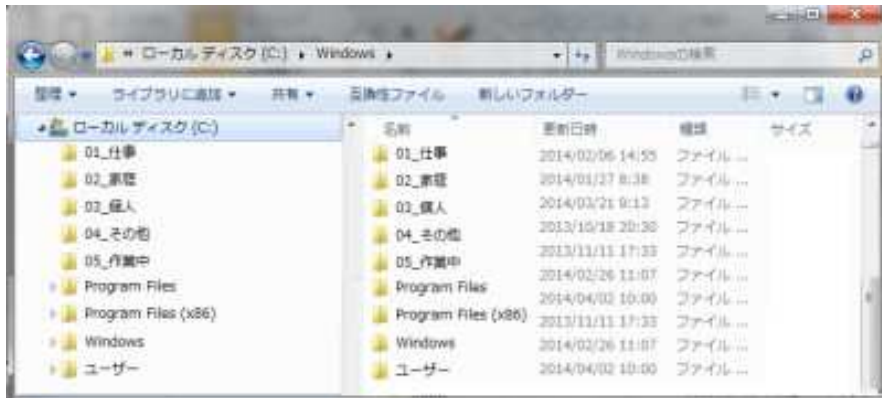 ローカル ディスク (C:) ▸ Windows ▸
Windowsの検索
整理 ▾ ライブラリに追加 ▾ 共有 ▾ 互換性ファイル 新しいフォルダー
ローカル ディスク (C:)
01_仕事
02_家庭
03_個人
04_その他
05_作業中
Program Files
Program Files (x86)
Windows
ユーザー
名前 更新日時 種類 サイズ
01_仕事 2014/02/06 14:55 ファイル ...
02_家庭 2014/01/27 8:38 ファイル ...
03_個人 2014/03/21 9:13 ファイル ...
04_その他 2013/10/18 20:30 ファイル ...
05_作業中 2013/11/11 17:33 ファイル ...
Program Files 2014/02/26 11:07 ファイル ...
Program Files (x86) 2014/04/02 10:00 ファイル ...
2013/11/11 17:33 ファイル ...
Windows 2014/02/26 11:07 ファイル ...
ユーザー 2014/04/02 10:00 ファイル ...